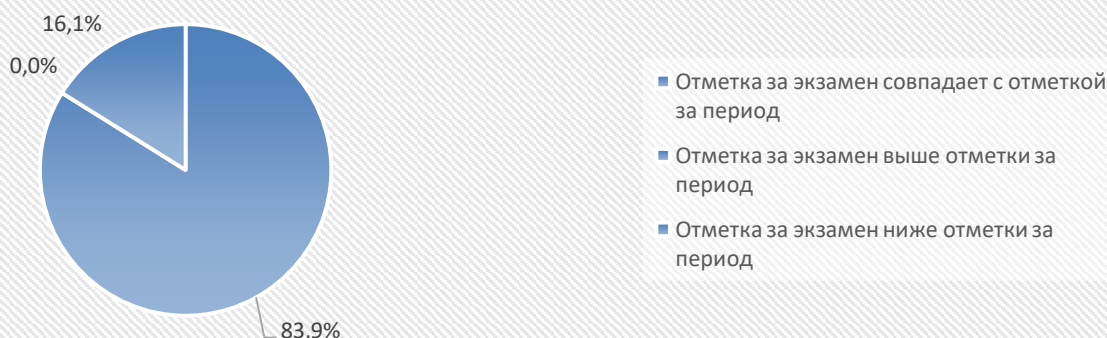 16,1%
0,0%
83,9%
Отметка за экзамен совпадает с отметкой
за период
Отметка за экзамен выше отметки за
период
Отметка за экзамен ниже отметки за
период